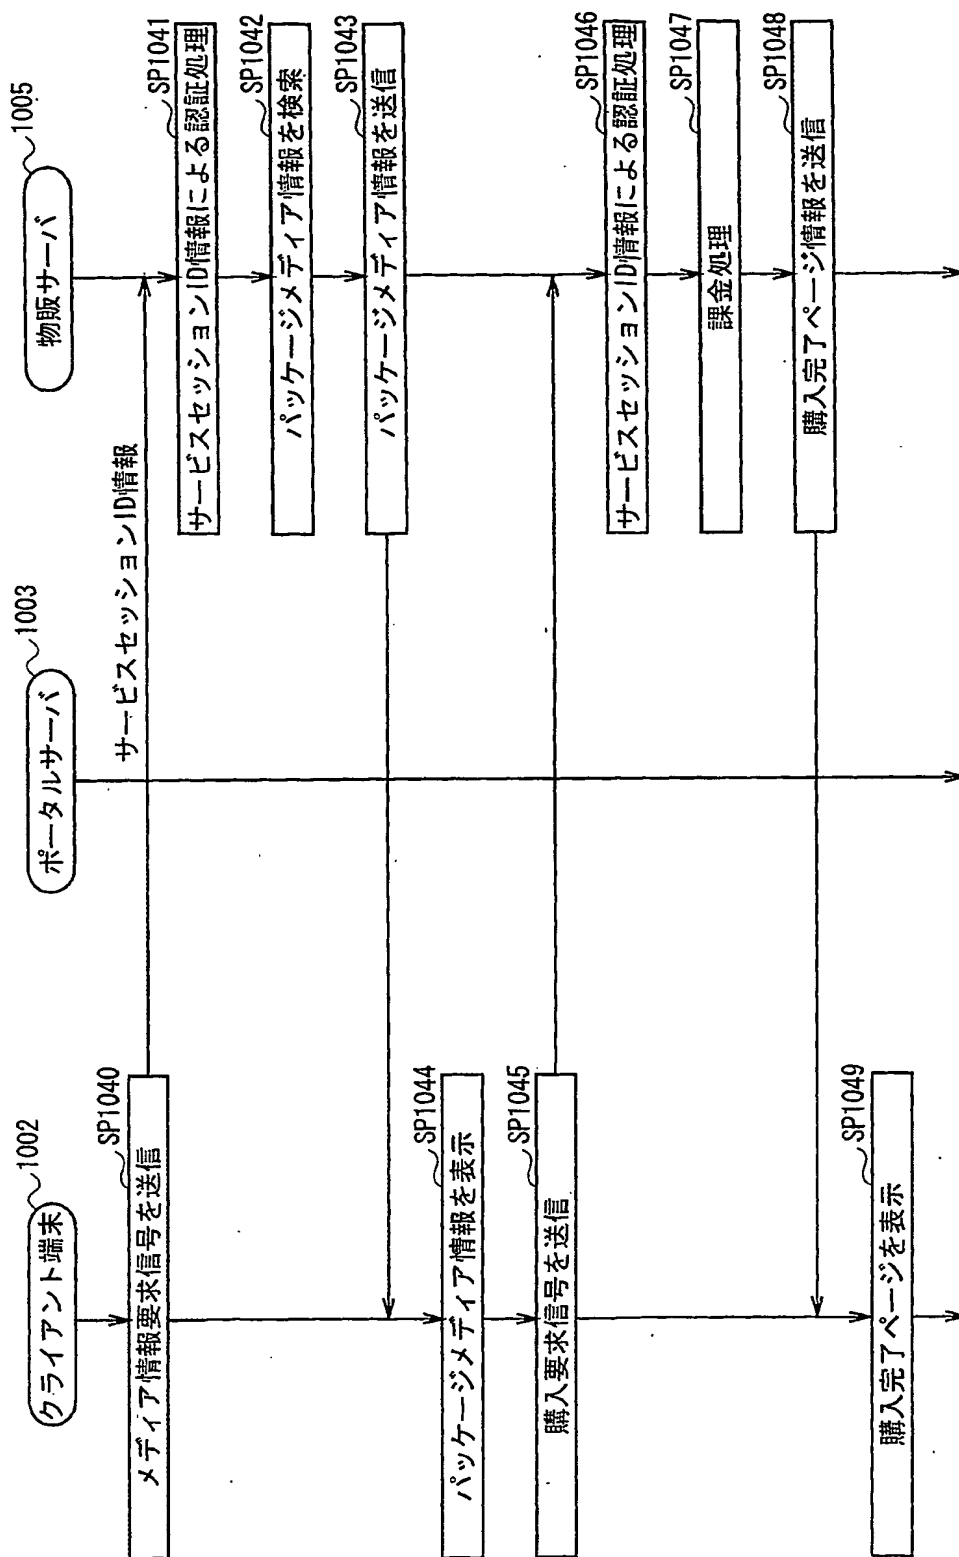 クライアント端末
1002
ポータルサーバ
1003
物販サーバ
1005
SP1040
メディア情報要求信号を送信
サービスセッションID情報
SP1041
サービスセッションID情報による認証処理
SP1042
パッケージメディア情報を検索
SP1043
パッケージメディア情報を送信
SP1044
パッケージメディア情報を表示
SP1045
購入要求信号を送信
SP1046
サービスセッションID情報による認証処理
SP1047
課金処理
SP1048
購入完了ページ情報を送信
SP1049
購入完了ページを表示